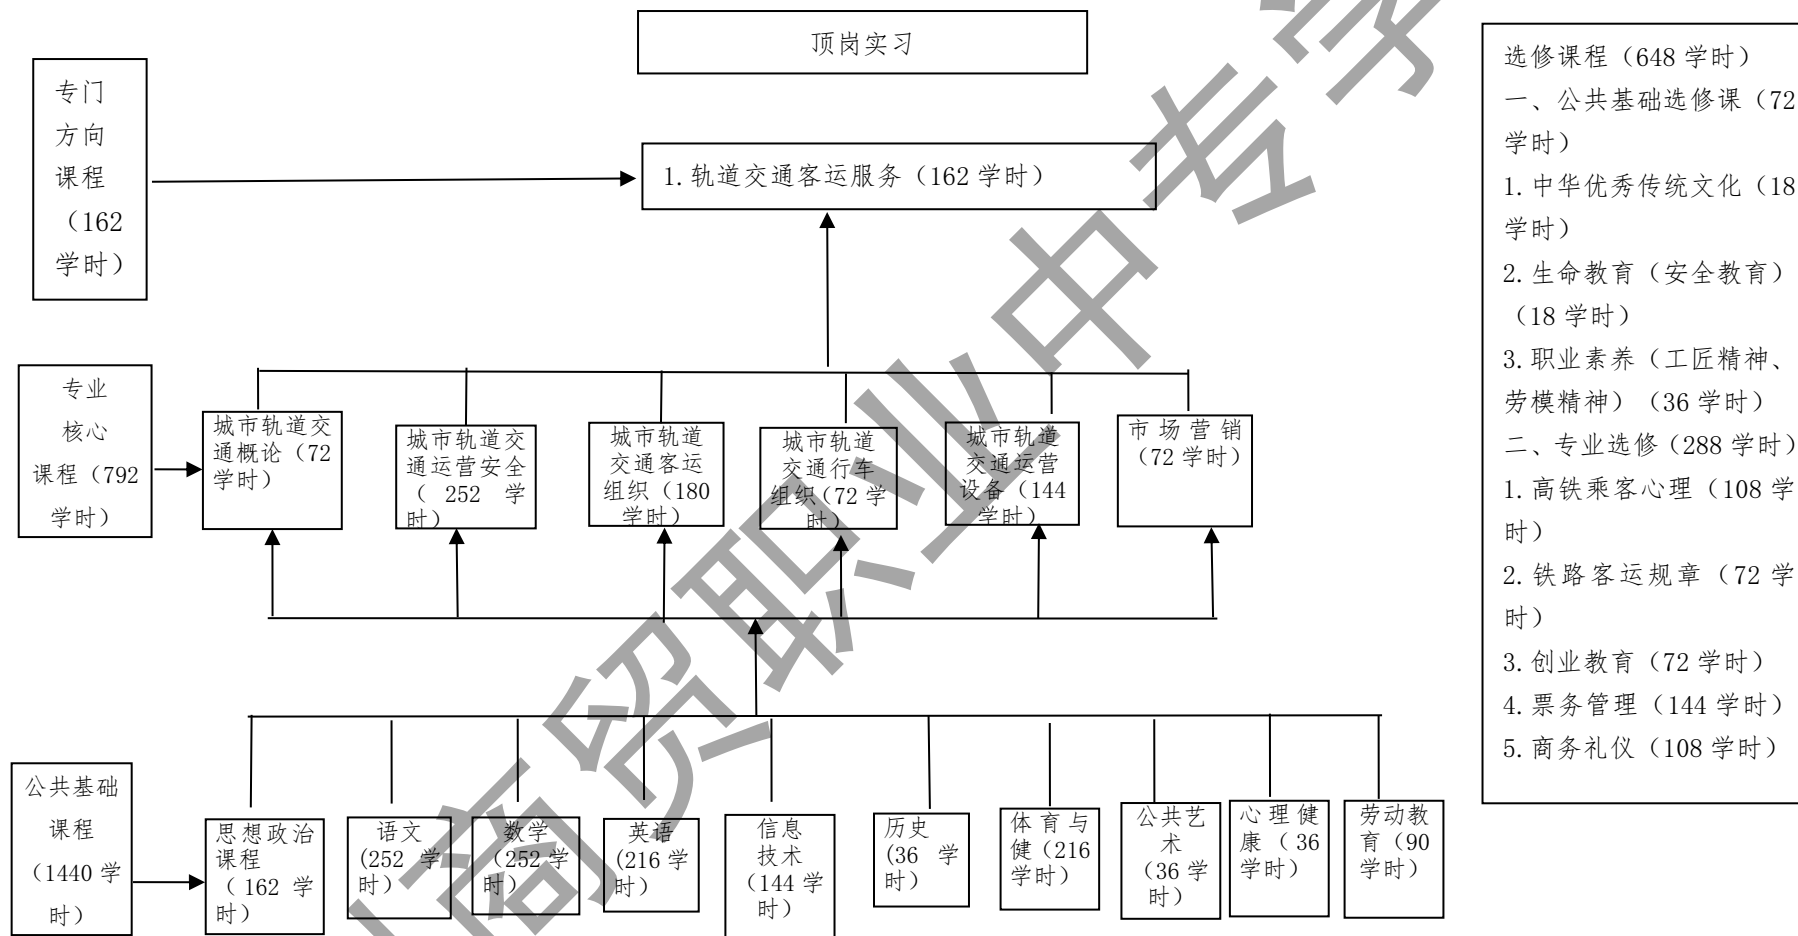 顶岗实习
专门
方向
课程
（162
学时）
1.轨道交通客运服务（162 学时）
专业
核心
课程（792
学时）
城市轨道交
通概论（72
学时）
城市轨道交
通运营安全
（ 252 学
时）
城市轨道
交通客运
组织（180
学时）
城市轨道
交通行车
组织（72 学
时）
城市轨道
交通运营
设备（144
学时）
市场营销
（72 学时）
公共基础
课程
（1440 学
时）
思想政治
课程
（162 学
时）
语文
(252 学
时）
数学
（252 学
时）
英语
(216 学
时）
信息
技术
（144 学
时）
历史
(36 学
时）
体育与
健（216
学时）
公共艺
术
（36 学
时）
心理健
康（36
学时）
劳动教
育（90
学时）
选修课程（648 学时）
一、公共基础选修课（72
学时）
1.中华优秀传统文化（18
学时）
2.生命教育（安全教育）
（18 学时）
3.职业素养（工匠精神、
劳模精神）（36 学时）
二、专业选修（288 学时）
1.高铁乘客心理（108 学
时）
2.铁路客运规章（72 学
时）
3.创业教育（72 学时）
4.票务管理（144 学时）
5.商务礼仪（108 学时）
商贸职业中专学